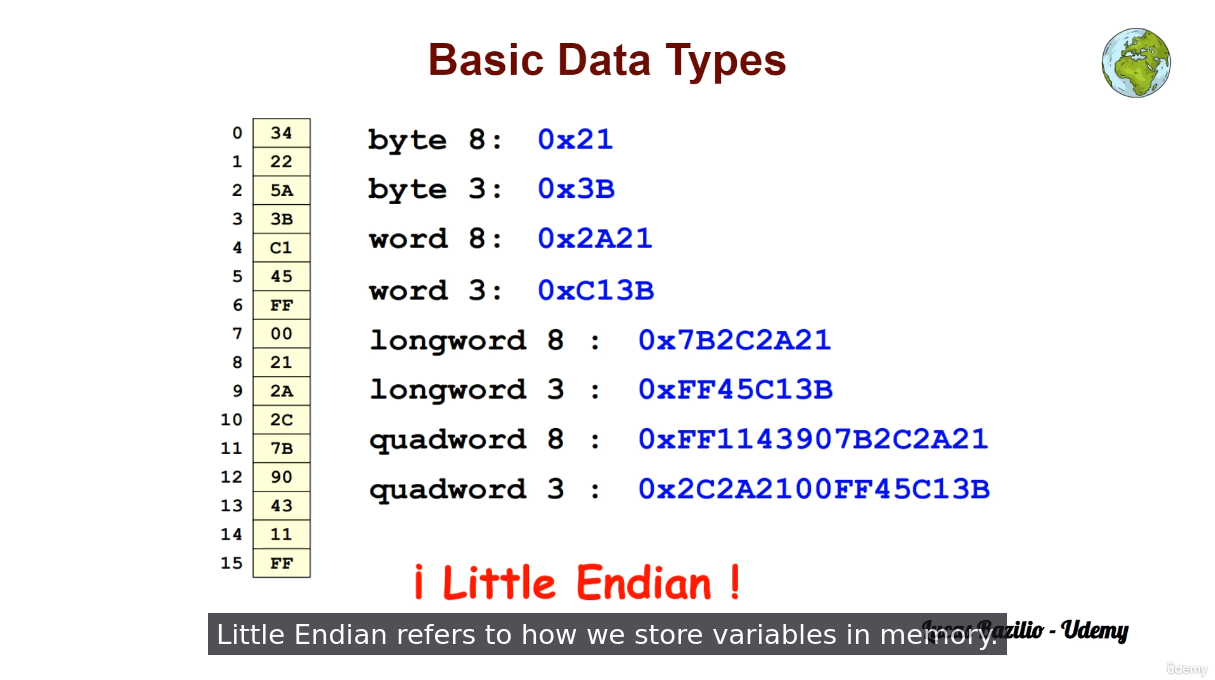 Basic Data Types
0 34
1 22
2 5A
3 3B
4 C1
5 45
6 FF
7 00
8 21
9 2A
10 2C
11 7B
12 90
13 43
14 11
15 FF
byte 8: 0x21
byte 3: 0x3B
word 8: 0x2A21
word 3: 0xC13B
longword 8 : 0x7B2C2A21
longword 3 : 0xFF45C13B
quadword 8 : 0xFF1143907B2C2A21
quadword 3 : 0x2C2A2100FF45C13B
¡ Little Endian !
Little Endian refers to how we store variables in memory.
- Udemy
ûdemy